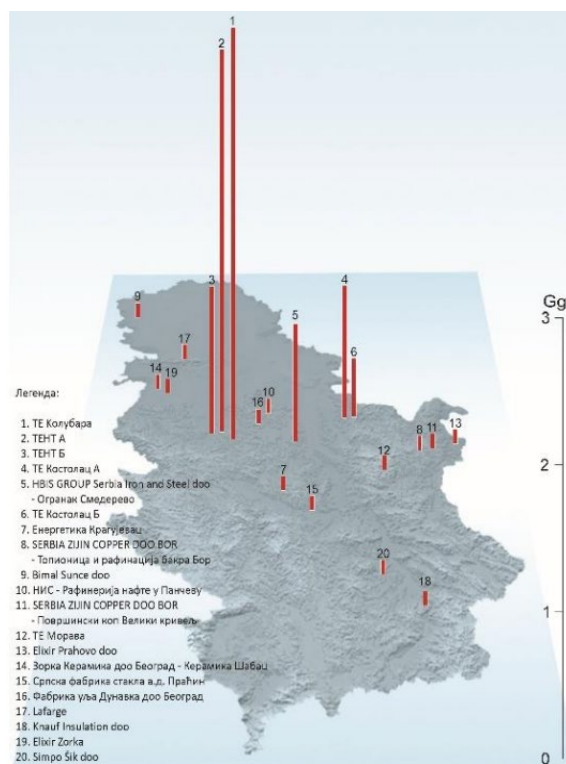 1
2
3
4
5
6
7
8
9
10
11
12
13
14
15
16
17
18
19
20
Gg
3
2
1
0
Легенда:
1. ТЕ Колубара
2. ТЕНТ А
3. ТЕНТ Б
4. ТЕ Костолац А
5. HBIS GROUP Serbia Iron and Steel doo
- Огранак Смедерево
6. ТЕ Костолац Б
7. Енергетика Крагујевац
8. SERBIA ZIJIN COPPER DOO BOR
- Топионица и рафинација бакра Бор
9. Bimal Sunce doo
10. НИС - Рафинерија нафте у Панчеву
11. SERBIA ZIJIN COPPER DOO BOR
- Површински коп Велики кривељ
12. ТЕ Морава
13. Elixir Prahovo doo
14. Зорка Керамика доо Београд - Керамика Шабац
15. Српска фабрика стакла а.д. Праћин
16. Фабрика уља Дунавка доо Београд
17. Lafarge
18. Knauf Insulation doo
19. Elixir Zorka
20. Simpo Šik doo